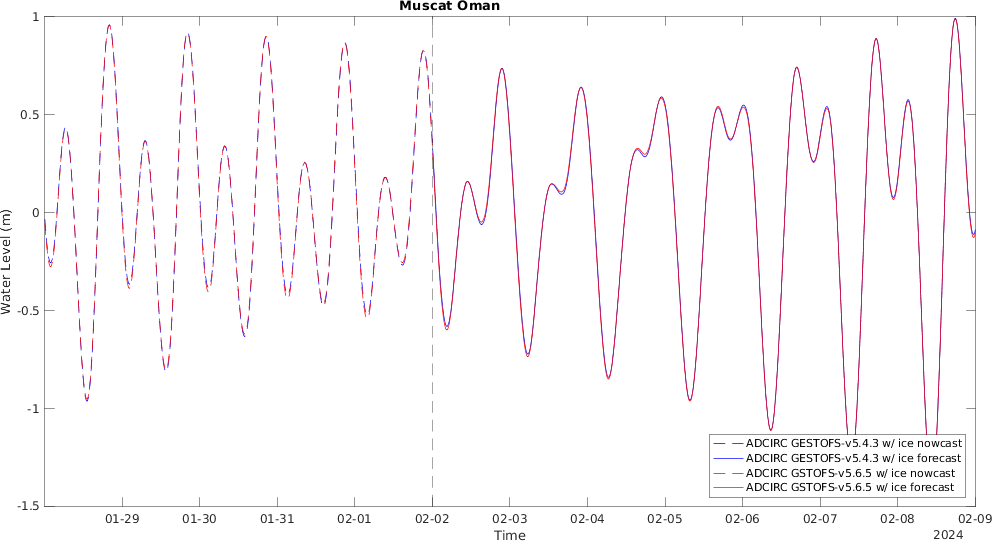 Muscat Oman
Water Level (m)
1
0.5
0
-0.5
-1
-1.5
ADCIRC GESTOFS-v5.4.3 w/ ice nowcast
ADCIRC GESTOFS-v5.4.3 w/ ice forecast
ADCIRC GSTOFS-v5.6.5 w/ ice nowcast
ADCIRC GSTOFS-v5.6.5 w/ ice forecast
01-29 01-30 01-31 02-01 02-02 02-03 02-04 02-05 02-06 02-07 02-08 02-09
Time
2024